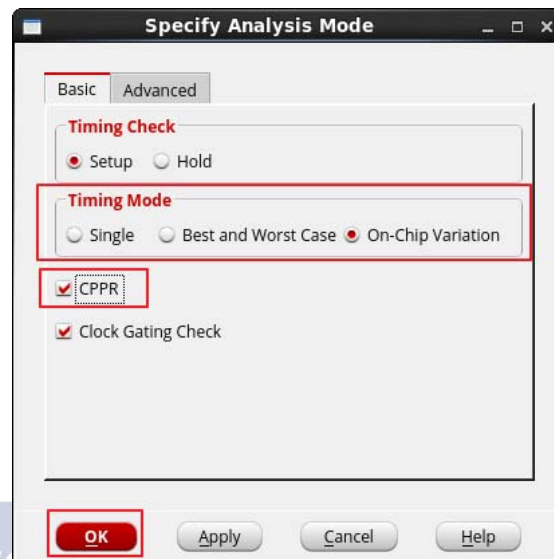 Specify Analysis Mode
Basic Advanced
Timing Check
Setup Hold
Timing Mode
Single Best and Worst Case On-Chip Variation
CPPR
Clock Gating Check
OK Apply Cancel Help